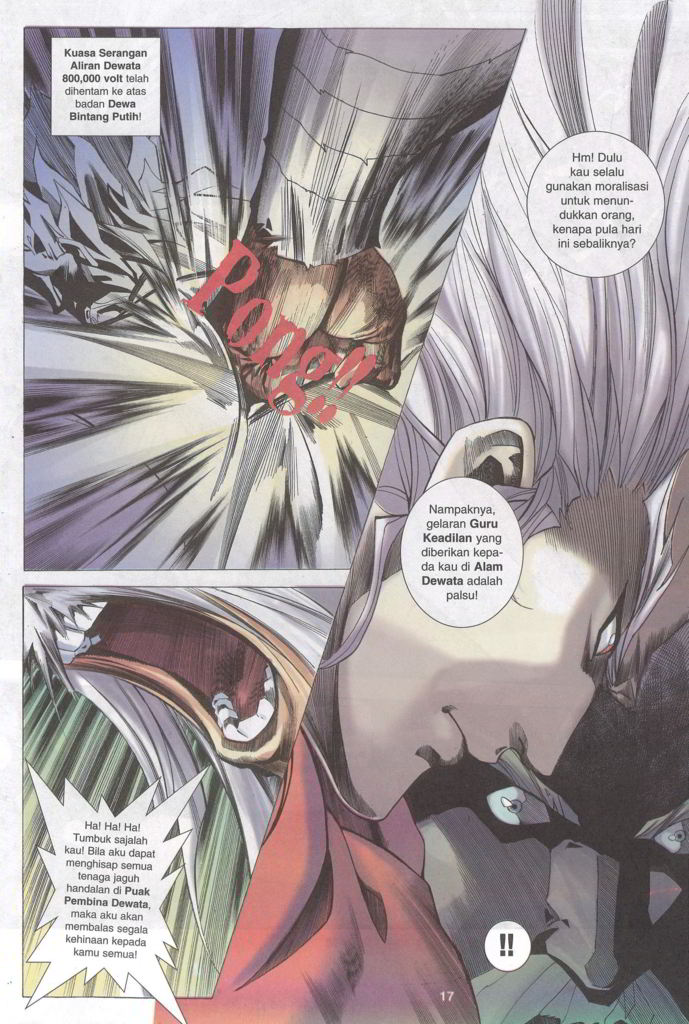 Kuasa Serangan
Aliran Dewata
800,000 volt telah
dihentam ke atas
badan Dewa
Bintang Putih!
Pong!!
Hm! Dulu
kau selalu
gunakan moralisasi
untuk menun-
dukkan orang,
kenapa pula hari
ini sebaliknya?
Nampaknya,
gelaran Guru
Keadilan yang
diberikan kepa-
da kau di Alam
Dewata adalah
palsu!
Ha! Ha! Ha!
Tumbuk sajalah
kau! Bila aku dapat
menghisap semua
tenaga jaguh
handalan di Puak
Pembina Dewata,
maka aku akan
membalas segala
kehinaan kepada
kamu semua!
!!
17